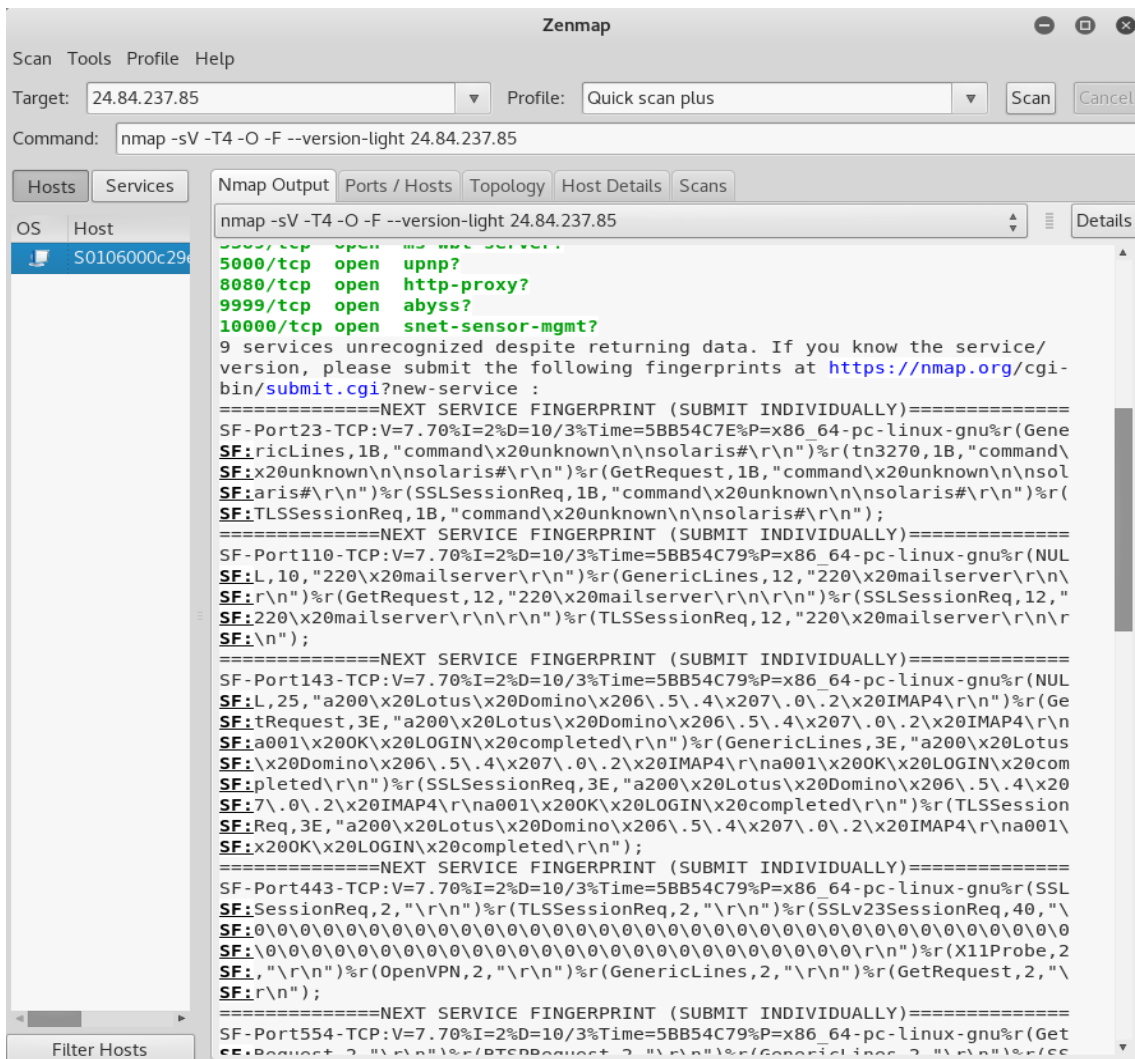 Zenmap
Scan Tools Profile Help
Target: 24.84.237.85 Profile: Quick scan plus Scan Cancel
Command: nmap -sV -T4 -O -F --version-light 24.84.237.85
Hosts Services Nmap Output Ports / Hosts Topology Host Details Scans
OS Host nmap -sV -T4 -O -F --version-light 24.84.237.85 Details
S0106000c29e
3389/tcp open ms-wbt-server?
5000/tcp open upnp?
8080/tcp open http-proxy?
9999/tcp open abyss?
10000/tcp open snet-sensor-mgmt?
9 services unrecognized despite returning data. If you know the service/
version, please submit the following fingerprints at https://nmap.org/cgi-
bin/submit.cgi?new-service :
==============NEXT SERVICE FINGERPRINT (SUBMIT INDIVIDUALLY)==============
SF-Port23-TCP:V=7.70%I=2%D=10/3%Time=5BB54C7E%P=x86_64-pc-linux-gnu%r(Gene
SF:ricLines,1B,"command\x20unknown\n\nsolaris#\r\n")%r(tn3270,1B,"command\
SF:x20unknown\n\nsolaris#\r\n")%r(GetRequest,1B,"command\x20unknown\n\nsol
SF:aris#\r\n")%r(SSLSessionReq,1B,"command\x20unknown\n\nsolaris#\r\n")%r(
SF:TLSSessionReq,1B,"command\x20unknown\n\nsolaris#\r\n");
==============NEXT SERVICE FINGERPRINT (SUBMIT INDIVIDUALLY)==============
SF-Port110-TCP:V=7.70%I=2%D=10/3%Time=5BB54C79%P=x86_64-pc-linux-gnu%r(NUL
SF:L,10,"220\x20mailserver\r\n")%r(GenericLines,12,"220\x20mailserver\r\n\
SF:r\n")%r(GetRequest,12,"220\x20mailserver\r\n\r\n")%r(SSLSessionReq,12,"
SF:220\x20mailserver\r\n\r\n")%r(TLSSessionReq,12,"220\x20mailserver\r\n\r
SF:\n");
==============NEXT SERVICE FINGERPRINT (SUBMIT INDIVIDUALLY)==============
SF-Port143-TCP:V=7.70%I=2%D=10/3%Time=5BB54C79%P=x86_64-pc-linux-gnu%r(NUL
SF:L,25,"a200\x20Lotus\x20Domino\x206\.5\.4\x207\.0\.2\x20IMAP4\r\n")%r(Ge
SF:tRequest,3E,"a200\x20Lotus\x20Domino\x206\.5\.4\x207\.0\.2\x20IMAP4\r\n
SF:a001\x20OK\x20LOGIN\x20completed\r\n")%r(GenericLines,3E,"a200\x20Lotus
SF:\x20Domino\x206\.5\.4\x207\.0\.2\x20IMAP4\r\na001\x20OK\x20LOGIN\x20com
SF:pleted\r\n")%r(SSLSessionReq,3E,"a200\x20Lotus\x20Domino\x206\.5\.4\x20
SF:7\.0\.2\x20IMAP4\r\na001\x20OK\x20LOGIN\x20completed\r\n")%r(TLSSession
SF:Req,3E,"a200\x20Lotus\x20Domino\x206\.5\.4\x207\.0\.2\x20IMAP4\r\na001\
SF:x20OK\x20LOGIN\x20completed\r\n");
==============NEXT SERVICE FINGERPRINT (SUBMIT INDIVIDUALLY)==============
SF-Port443-TCP:V=7.70%I=2%D=10/3%Time=5BB54C79%P=x86_64-pc-linux-gnu%r(SSL
SF:SessionReq,2,"\r\n")%r(TLSSessionReq,2,"\r\n")%r(SSLv23SessionReq,40,"\
SF:0\0\0\0\0\0\0\0\0\0\0\0\0\0\0\0\0\0\0\0\0\0\0\0\0\0\0\0\0\0\0\0\0\0\0\0
SF:\0\0\0\0\0\0\0\0\0\0\0\0\0\0\0\0\0\0\0\0\0\0\0\0\0\0\r\n")%r(X11Probe,2
SF:,"\r\n")%r(OpenVPN,2,"\r\n")%r(GenericLines,2,"\r\n")%r(GetRequest,2,"\
SF:r\n");
==============NEXT SERVICE FINGERPRINT (SUBMIT INDIVIDUALLY)==============
SF-Port554-TCP:V=7.70%I=2%D=10/3%Time=5BB54C79%P=x86_64-pc-linux-gnu%r(Get
SF:Request,2,"\r\n")%r(RTSPRequest,2,"\r\n")%r(GenericLines,2,"\r\n")%r(SS
Filter Hosts